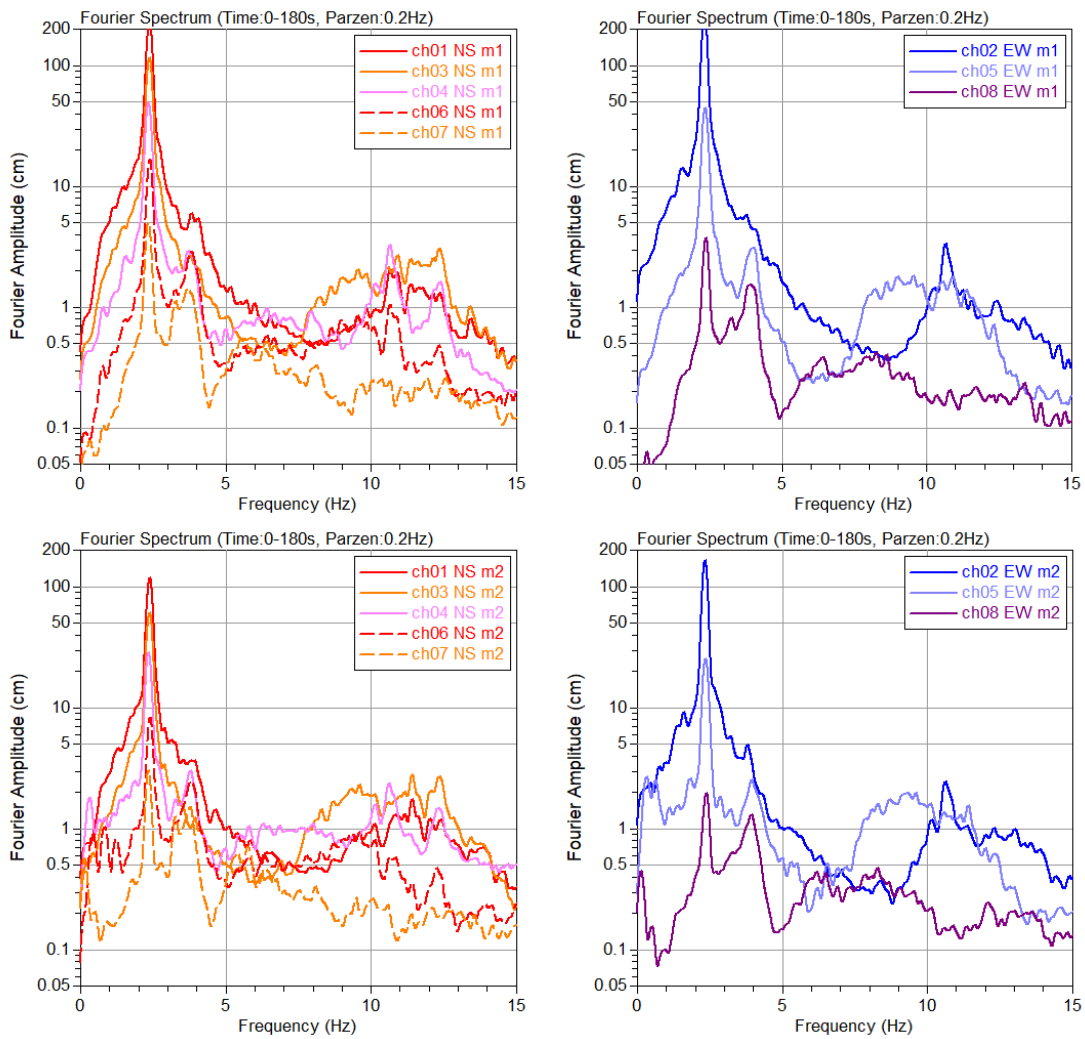 Fourier Spectrum (Time:0-180s, Parzen:0.2Hz)
200
100
50
10
5
1
0.5
0.1
0.05
Fourier Amplitude (cm)
ch01 NS m1
ch03 NS m1
ch04 NS m1
ch06 NS m1
ch07 NS m1
0 5 10 15
Frequency (Hz)
Fourier Spectrum (Time:0-180s, Parzen:0.2Hz)
200
100
50
10
5
1
0.5
0.1
0.05
Fourier Amplitude (cm)
ch02 EW m1
ch05 EW m1
ch08 EW m1
0 5 10 15
Frequency (Hz)
Fourier Spectrum (Time:0-180s, Parzen:0.2Hz)
200
100
50
10
5
1
0.5
0.1
0.05
Fourier Amplitude (cm)
ch01 NS m2
ch03 NS m2
ch04 NS m2
ch06 NS m2
ch07 NS m2
0 5 10 15
Frequency (Hz)
Fourier Spectrum (Time:0-180s, Parzen:0.2Hz)
200
100
50
10
5
1
0.5
0.1
0.05
Fourier Amplitude (cm)
ch02 EW m2
ch05 EW m2
ch08 EW m2
0 5 10 15
Frequency (Hz)